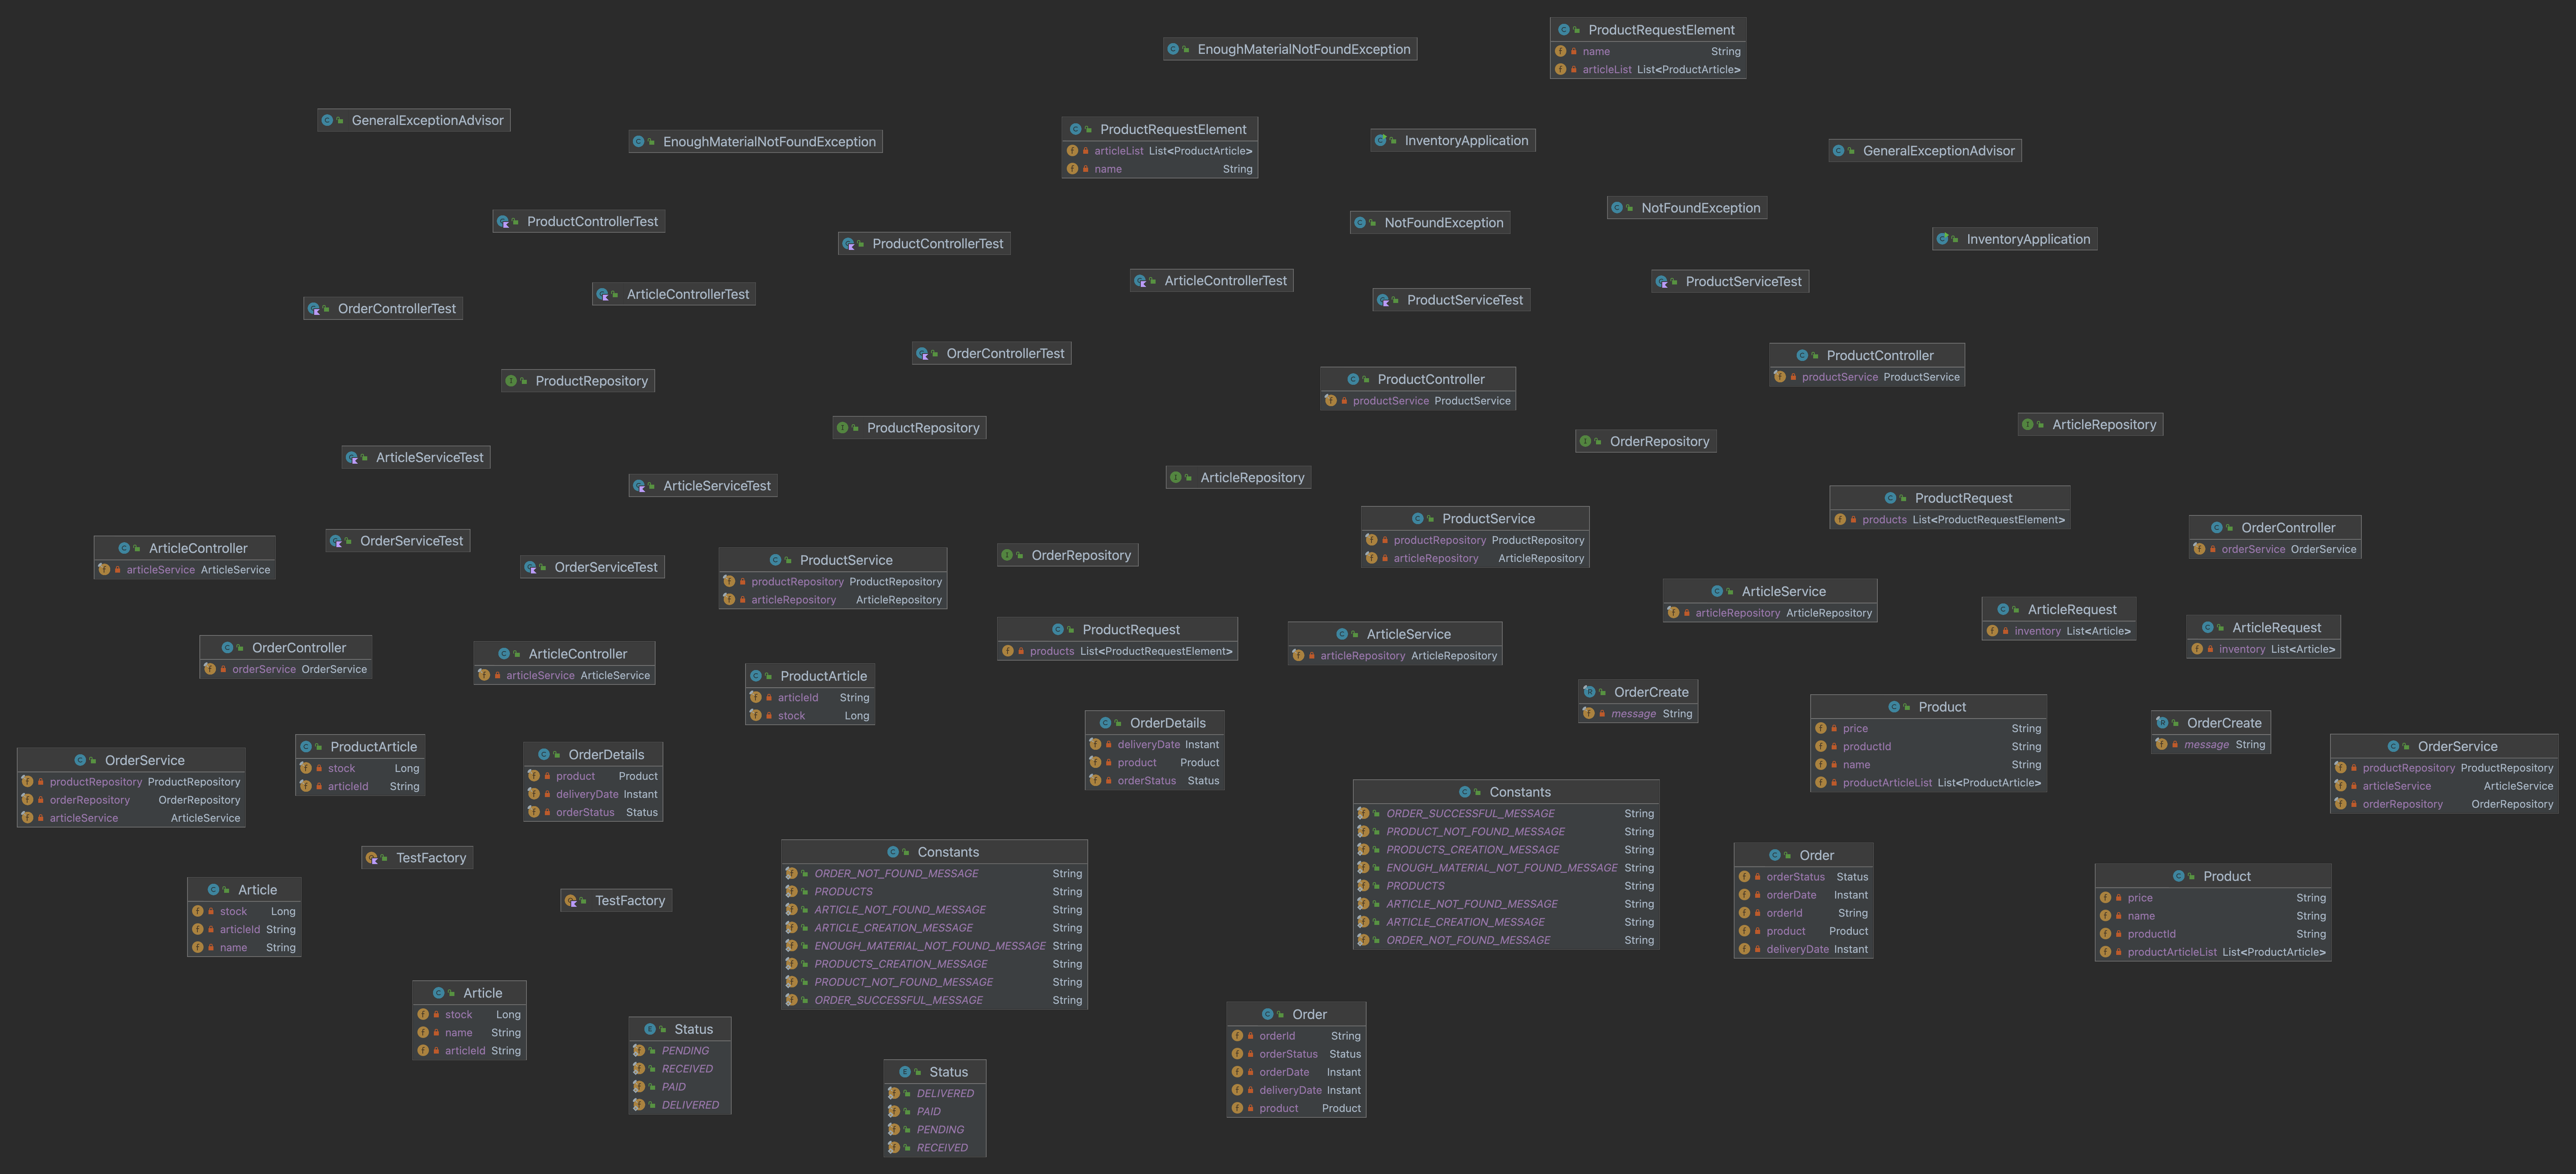 ProductRequestElement
name String
articleList List<ProductArticle>
EnoughMaterialNotFoundException
GeneralExceptionAdvisor
EnoughMaterialNotFoundException
ProductRequestElement
articleList List<ProductArticle>
name String
InventoryApplication
GeneralExceptionAdvisor
ProductControllerTest
ProductControllerTest
NotFoundException
NotFoundException
InventoryApplication
OrderControllerTest
ArticleControllerTest
ArticleControllerTest
ProductServiceTest
ProductServiceTest
OrderControllerTest
ProductController
productService ProductService
ProductController
productService ProductService
ProductRepository
ProductRepository
OrderRepository
ArticleRepository
ArticleServiceTest
ArticleServiceTest
ArticleRepository
ProductRequest
products List<ProductRequestElement>
ProductService
productRepository ProductRepository
articleRepository ArticleRepository
OrderController
orderService OrderService
ArticleController
articleService ArticleService
OrderServiceTest
OrderServiceTest
ProductService
productRepository ProductRepository
articleRepository ArticleRepository
OrderRepository
ArticleService
articleRepository ArticleRepository
ArticleRequest
inventory List<Article>
ArticleRequest
inventory List<Article>
OrderController
orderService OrderService
ArticleController
articleService ArticleService
ProductRequest
products List<ProductRequestElement>
ArticleService
articleRepository ArticleRepository
ProductArticle
articleId String
stock Long
OrderCreate
message String
Product
price String
productId String
name String
productArticleList List<ProductArticle>
OrderCreate
message String
OrderService
productRepository ProductRepository
orderRepository OrderRepository
articleService ArticleService
ProductArticle
stock Long
articleId String
OrderDetails
product Product
deliveryDate Instant
orderStatus Status
OrderDetails
deliveryDate Instant
product Product
orderStatus Status
OrderService
productRepository ProductRepository
articleService ArticleService
orderRepository OrderRepository
Constants
ORDER_SUCCESSFUL_MESSAGE String
PRODUCT_NOT_FOUND_MESSAGE String
PRODUCTS_CREATION_MESSAGE String
ENOUGH_MATERIAL_NOT_FOUND_MESSAGE String
PRODUCTS String
ARTICLE_NOT_FOUND_MESSAGE String
ARTICLE_CREATION_MESSAGE String
ORDER_NOT_FOUND_MESSAGE String
TestFactory
Constants
ORDER_NOT_FOUND_MESSAGE String
PRODUCTS String
ARTICLE_NOT_FOUND_MESSAGE String
ARTICLE_CREATION_MESSAGE String
ENOUGH_MATERIAL_NOT_FOUND_MESSAGE String
PRODUCTS_CREATION_MESSAGE String
PRODUCT_NOT_FOUND_MESSAGE String
ORDER_SUCCESSFUL_MESSAGE String
Order
orderStatus Status
orderDate Instant
orderId String
product Product
deliveryDate Instant
Product
price String
name String
productId String
productArticleList List<ProductArticle>
Article
stock Long
articleId String
name String
TestFactory
Article
stock Long
name String
articleId String
Status
PENDING
RECEIVED
PAID
DELIVERED
Status
DELIVERED
PAID
PENDING
RECEIVED
Order
orderId String
orderStatus Status
orderDate Instant
deliveryDate Instant
product Product